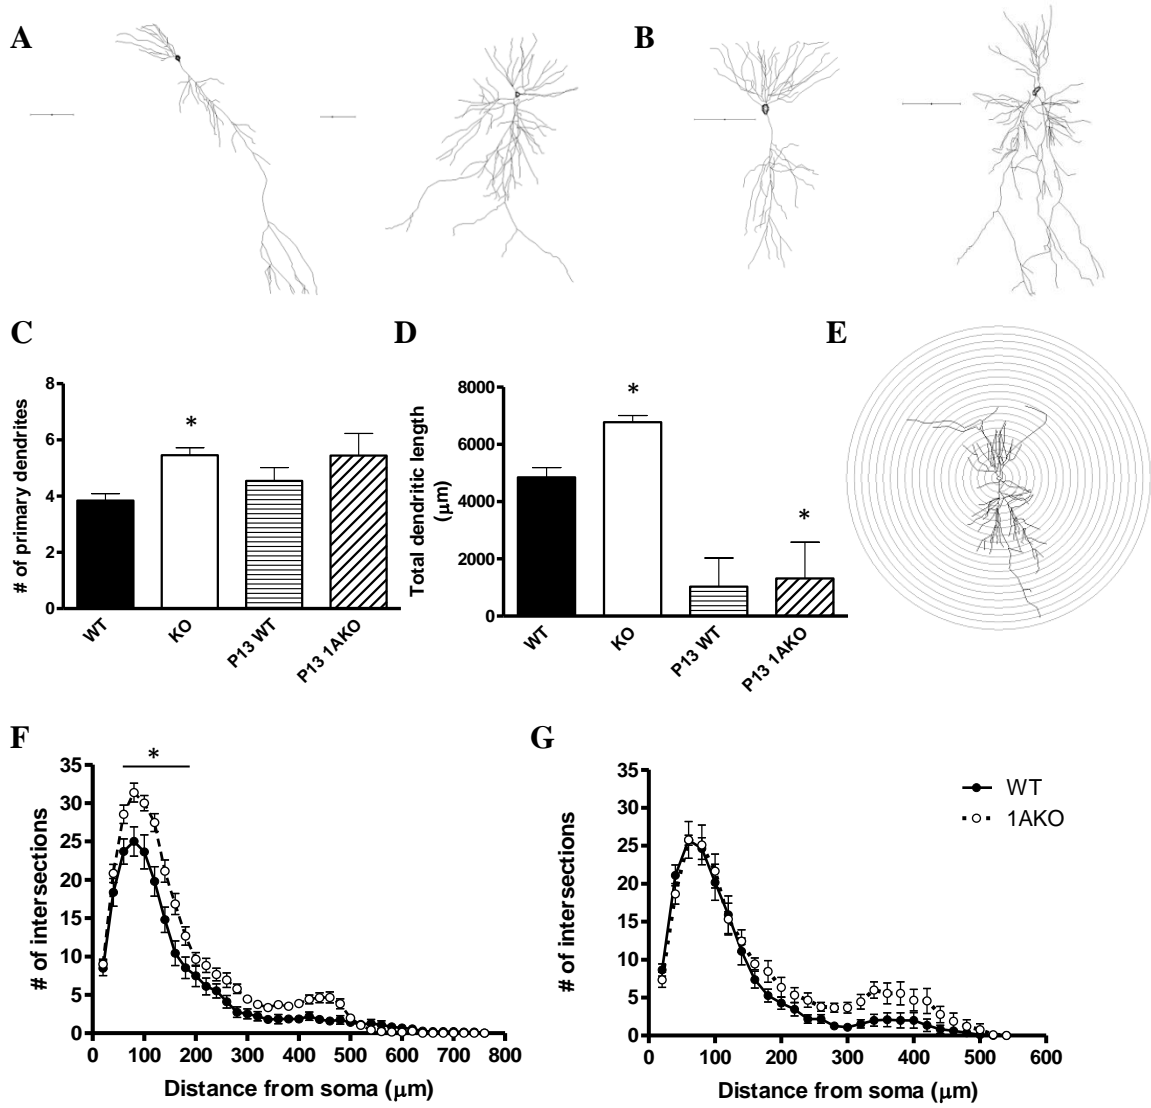 A
B
C
D
E
# of primary dendrites
8
6
4
2
0
*
WT
KO
P13 WT
P13 1AKO
Total dendritic length
(μm)
8000
6000
4000
2000
0
*
*
WT
KO
P13 WT
P13 1AKO
F
G
# of intersections
35
30
25
20
15
10
5
0
*
0 100 200 300 400 500 600 700 800
Distance from soma (μm)
# of intersections
35
30
25
20
15
10
5
0
WT
1AKO
0 100 200 300 400 500 600
Distance from soma (μm)